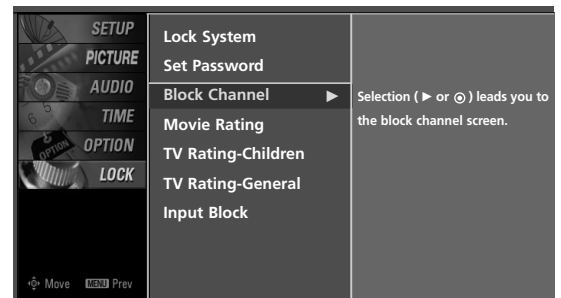 SETUP
PICTURE
AUDIO
TIME
OPTION
LOCK
Move MENU Prev
Lock System
Set Password
Block Channel ►
Movie Rating
TV Rating-Children
TV Rating-General
Input Block
Selection ( ► or ⊙ ) leads you to
the block channel screen.